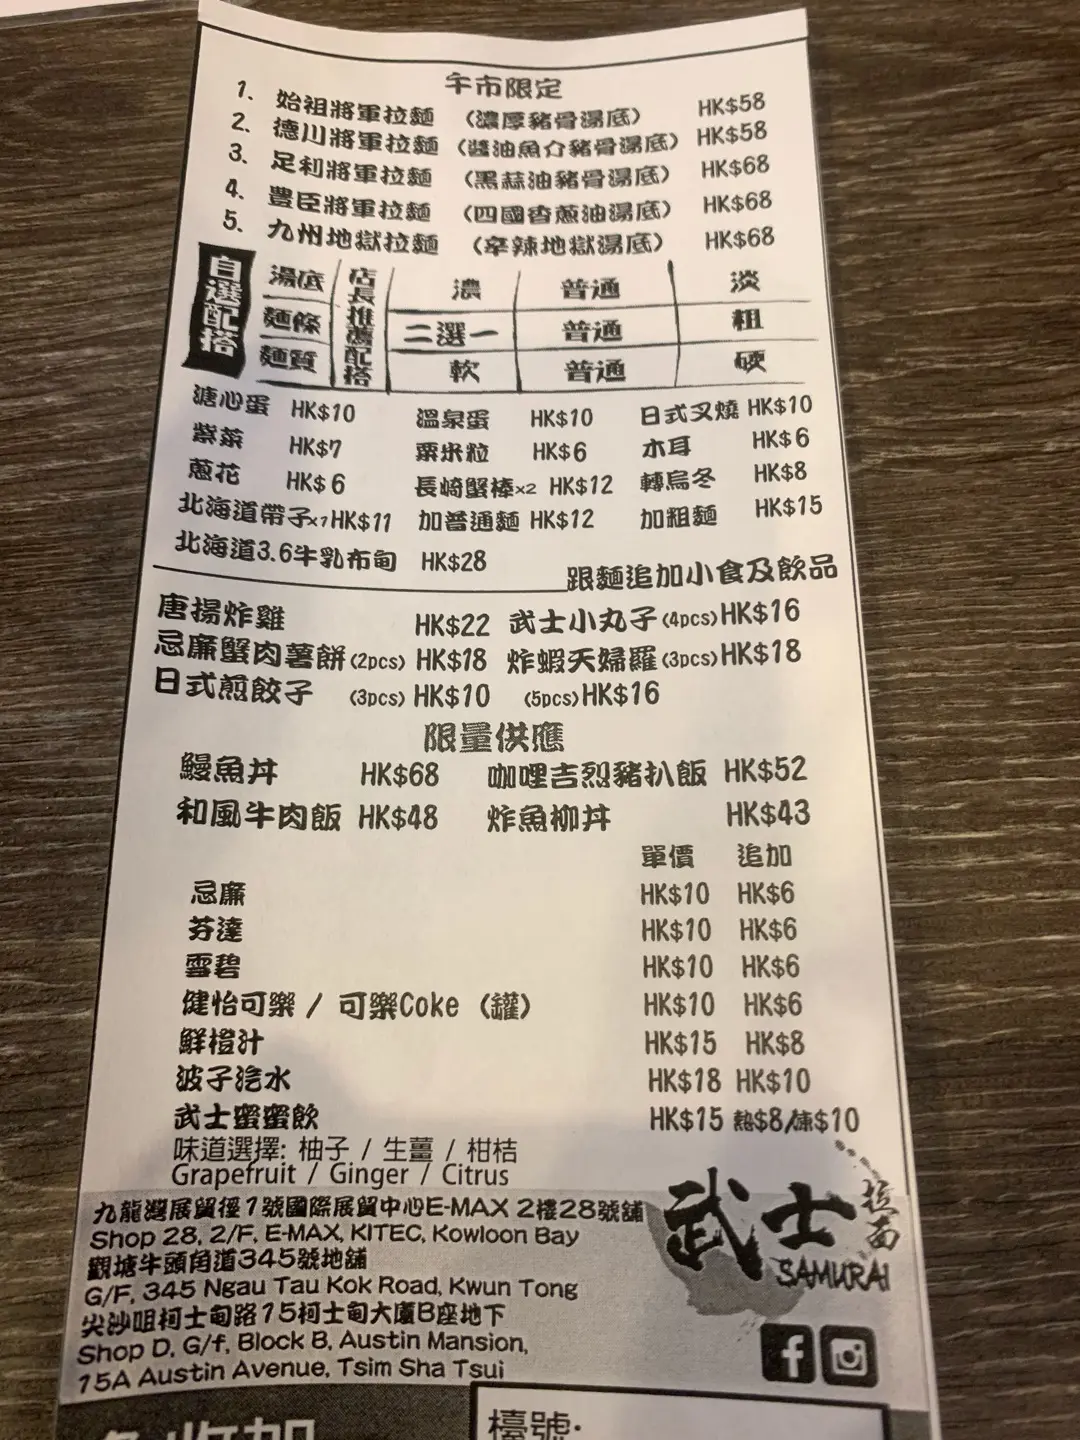 午市限定
1. 始祖將軍拉麵 (濃厚豬骨湯底) HK$58
2. 德川將軍拉麵 (醬油魚介豬骨湯底) HK$58
3. 足利將軍拉麵 (黑蒜油豬骨湯底) HK$68
4. 豐臣將軍拉麵 (四國香蔥油湯底) HK$68
5. 九州地獄拉麵 (辛辣地獄湯底) HK$68
自選配搭
店長推薦配搭
湯底 濃 普通 淡
麵條 二選一 普通 粗
麵質 軟 普通 硬
溏心蛋 HK$10 溫泉蛋 HK$10 日式叉燒 HK$10
紫菜 HK$7 粟米粒 HK$6 木耳 HK$6
蔥花 HK$6 長崎蟹棒x2 HK$12 轉烏冬 HK$8
北海道帶子x1 HK$11 加普通麵 HK$12 加粗麵 HK$15
北海道3.6牛乳布甸 HK$28
跟麵追加小食及飲品
唐揚炸雞 HK$22 武士小丸子(4pcs) HK$16
忌廉蟹肉薯餅(2pcs) HK$18 炸蝦天婦羅(3pcs) HK$18
日式煎餃子 (3pcs) HK$10 (5pcs) HK$16
限量供應
鰻魚丼 HK$68 咖哩吉烈豬扒飯 HK$52
和風牛肉飯 HK$48 炸魚柳丼 HK$43
單價 追加
忌廉 HK$10 HK$6
芬達 HK$10 HK$6
雪碧 HK$10 HK$6
健怡可樂 / 可樂Coke (罐) HK$10 HK$6
鮮橙汁 HK$15 HK$8
波子汽水 HK$18 HK$10
武士蜜蜜飲 HK$15 熱$8/凍$10
味道選擇: 柚子 / 生薑 / 柑桔
Grapefruit / Ginger / Citrus
九龍灣展貿徑1號國際展貿中心E-MAX 2樓28號舖
Shop 28, 2/F, E-MAX, KITEC, Kowloon Bay
觀塘牛頭角道345號地舖
G/F, 345 Ngau Tau Kok Road, Kwun Tong
尖沙咀柯士甸路15柯士甸大廈B座地下
Shop D, G/f, Block B, Austin Mansion,
15A Austin Avenue, Tsim Sha Tsui
武士 拉面
SAMURAI
檯號: